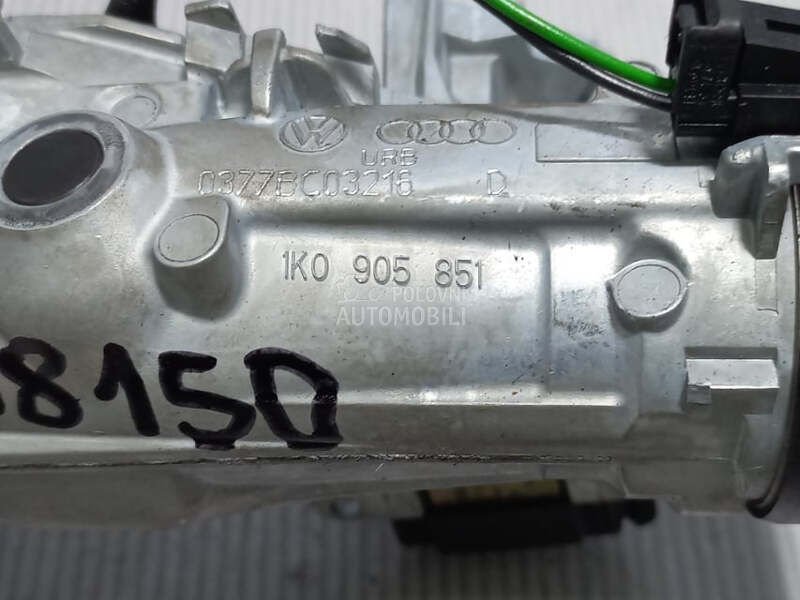 URB
0377BC03216 D
1K0 905 851
POLOVNI
AUTOMOBILI
8150